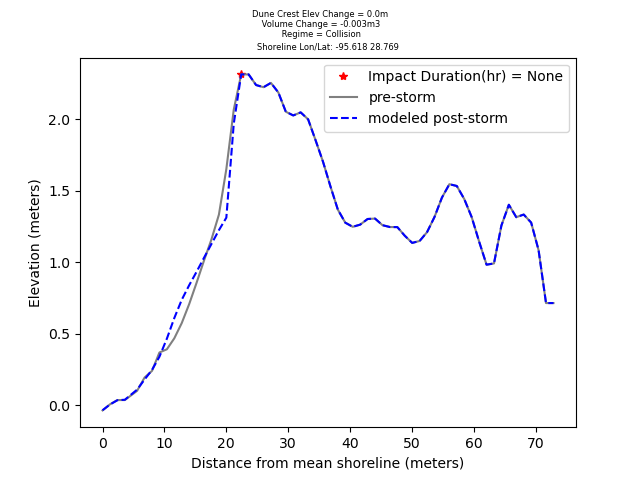 Dune Crest Elev Change = 0.0m
Volume Change = -0.003m3
Regime = Collision
Shoreline Lon/Lat: -95.618 28.769
Impact Duration(hr) = None
pre-storm
modeled post-storm
Elevation (meters)
2.0
1.5
1.0
0.5
0.0
0 10 20 30 40 50 60 70
Distance from mean shoreline (meters)